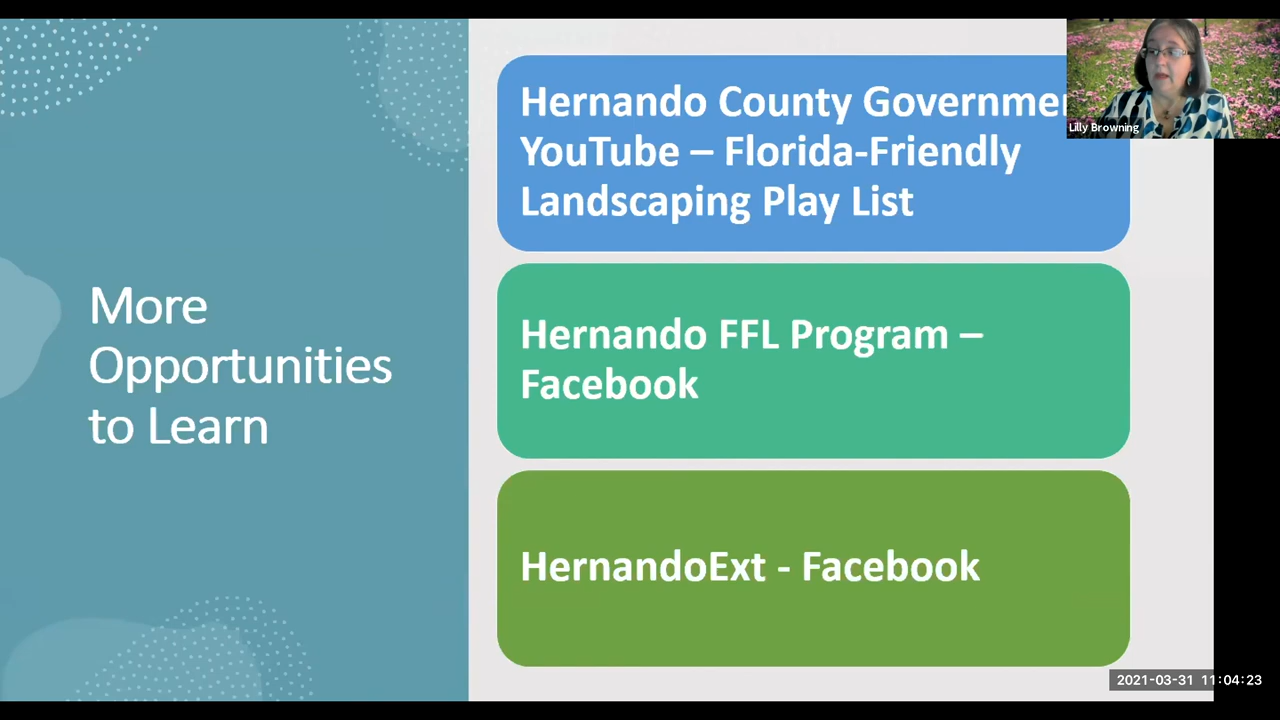 More
Opportunities
to Learn
Hernando County Governme
YouTube – Florida-Friendly
Landscaping Play List
Hernando FFL Program –
Facebook
HernandoExt - Facebook
Lilly Browning
2021-03-31 11:04:23